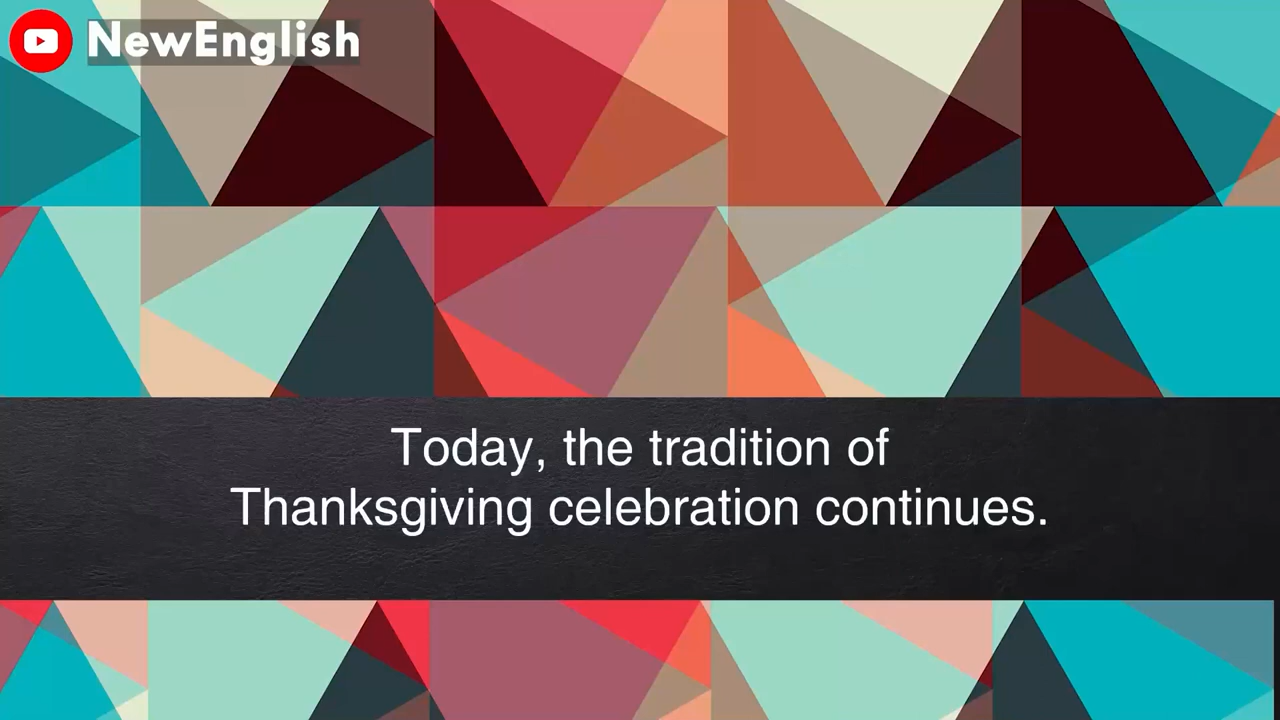 NewEnglish
Today, the tradition of
Thanksgiving celebration continues.